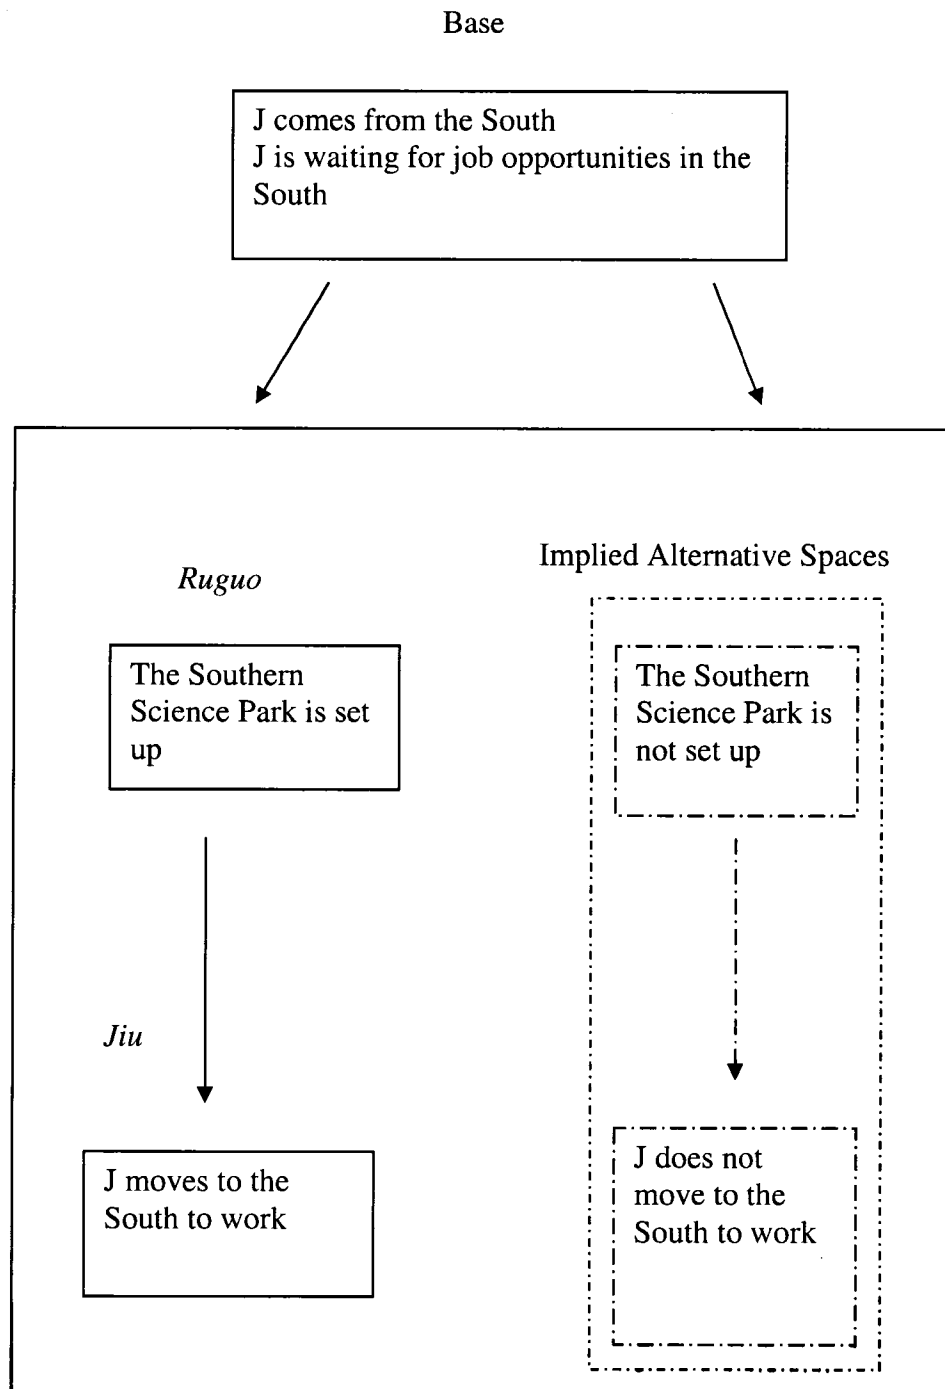 Base
J comes from the South
J is waiting for job opportunities in the
South
Implied Alternative Spaces
Ruguo
The Southern
Science Park is set
up
The Southern
Science Park is
not set up
Jiu
J moves to the
South to work
J does not
move to the
South to work